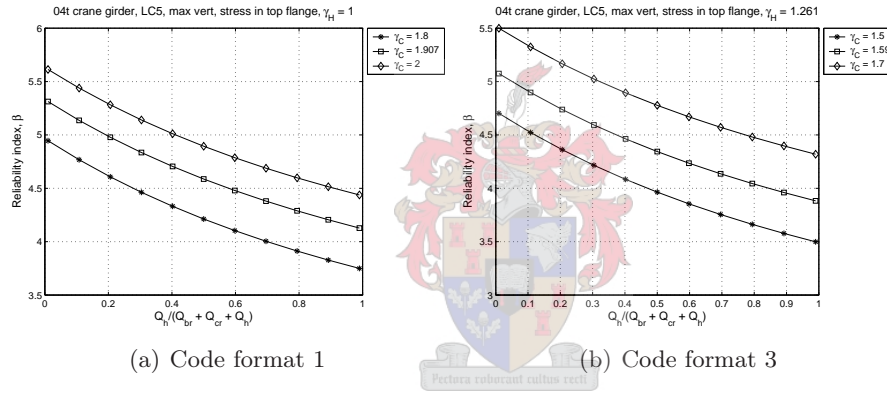 04t crane girder, LC5, max vert, stress in top flange, γH = 1
γC = 1.8
γC = 1.907
γC = 2
Reliability index, β
6
5.5
5
4.5
4
3.5
0 0.2 0.4 0.6 0.8 1
Qh/(Qbr + Qcr + Qh)
(a) Code format 1
04t crane girder, LC5, max vert, stress in top flange, γH = 1.261
γC = 1.5
γC = 1.59
γC = 1.7
Reliability index, β
5.5
5
4.5
4
3.5
3
0 0.1 0.2 0.3 0.4 0.5 0.6 0.7 0.8 0.9 1
Qh/(Qbr + Qcr + Qh)
(b) Code format 3
Pectora roborant cultus recti